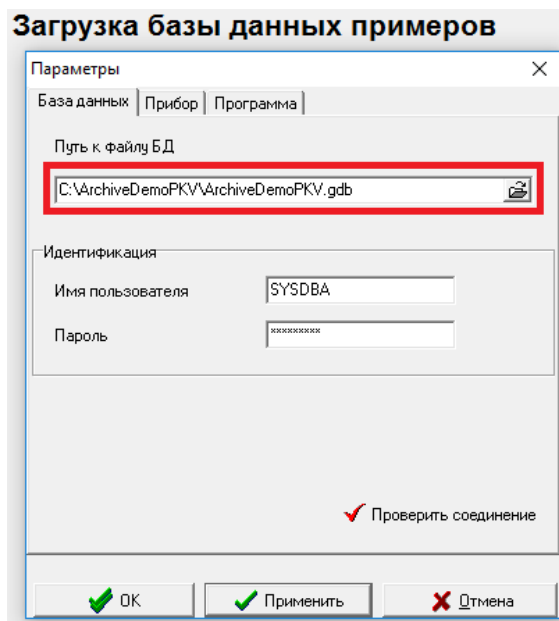 Загрузка базы данных примеров
Параметры
База данных Прибор Программа
Путь к файлу БД
C:\ArchiveDemoPKV\ArchiveDemoPKV.gdb
Идентификация
Имя пользователя SYSDBA
Пароль *********
Проверить соединение
OK Применить Отмена